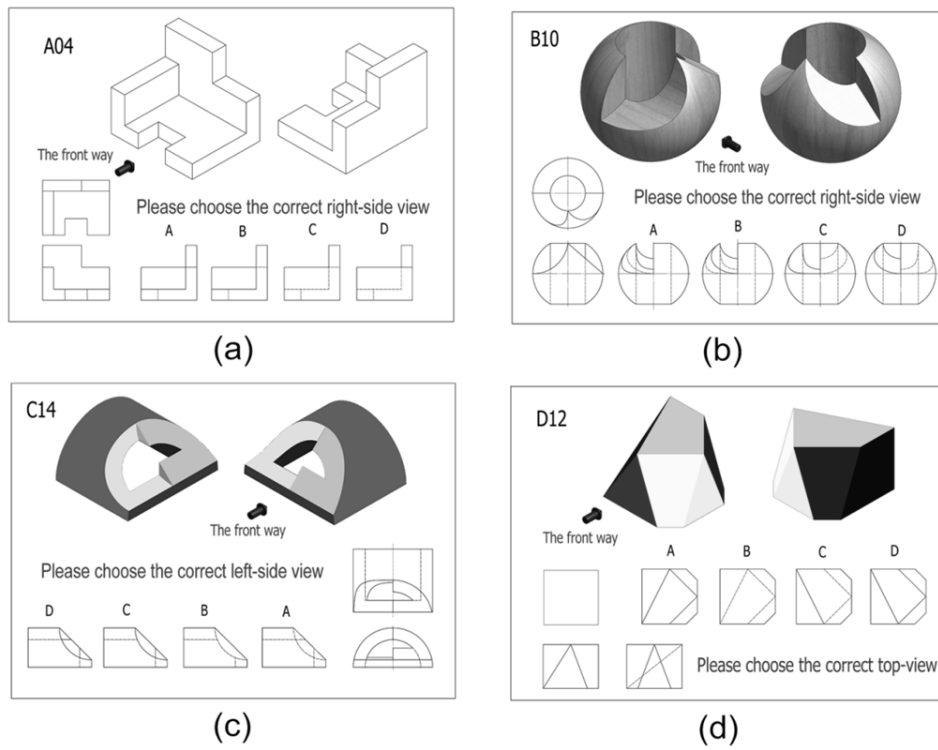 A04
The front way
Please choose the correct right-side view
A B C D
(a)
B10
The front way
Please choose the correct right-side view
A B C D
(b)
C14
The front way
Please choose the correct left-side view
D C B A
(c)
D12
The front way
A B C D
Please choose the correct top-view
(d)